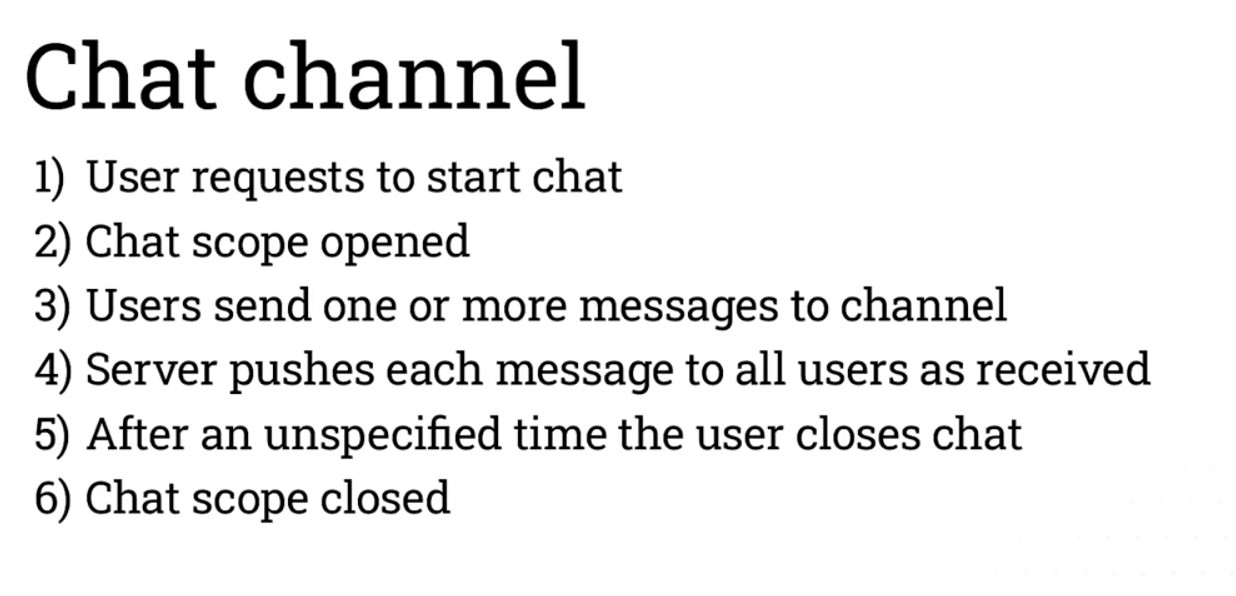 Chat channel
1) User requests to start chat
2) Chat scope opened
3) Users send one or more messages to channel
4) Server pushes each message to all users as received
5) After an unspecified time the user closes chat
6) Chat scope closed